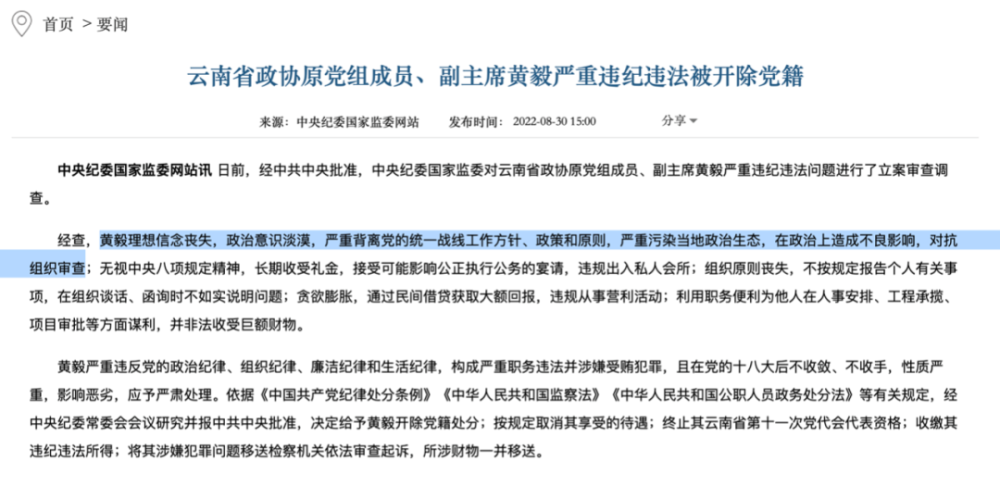 首页 > 要闻
云南省政协原党组成员、副主席黄毅严重违纪违法被开除党籍
来源：中央纪委国家监委网站 发布时间：2022-08-30 15:00 分享
中央纪委国家监委网站讯 日前，经中共中央批准，中央纪委国家监委对云南省政协原党组成员、副主席黄毅严重违纪违法问题进行了立案审查调
查。
经查，黄毅理想信念丧失，政治意识淡漠，严重背离党的统一战线工作方针、政策和原则，严重污染当地政治生态，在政治上造成不良影响，对抗
组织审查；无视中央八项规定精神，长期收受礼金，接受可能影响公正执行公务的宴请，违规出入私人会所；组织原则丧失，不按规定报告个人有关事
项，在组织谈话、函询时不如实说明问题；贪欲膨胀，通过民间借贷获取大额回报，违规从事营利活动；利用职务便利为他人在人事安排、工程承揽、
项目审批等方面谋利，并非法收受巨额财物。
黄毅严重违反党的政治纪律、组织纪律、廉洁纪律和生活纪律，构成严重职务违法并涉嫌受贿犯罪，且在党的十八大后不收敛、不收手，性质严
重，影响恶劣，应予严肃处理。依据《中国共产党纪律处分条例》《中华人民共和国监察法》《中华人民共和国公职人员政务处分法》等有关规定，经
中央纪委常委会会议研究并报中共中央批准，决定给予黄毅开除党籍处分；按规定取消其享受的待遇；终止其云南省第十一次党代会代表资格；收缴其
违纪违法所得；将其涉嫌犯罪问题移送检察机关依法审查起诉，所涉财物一并移送。